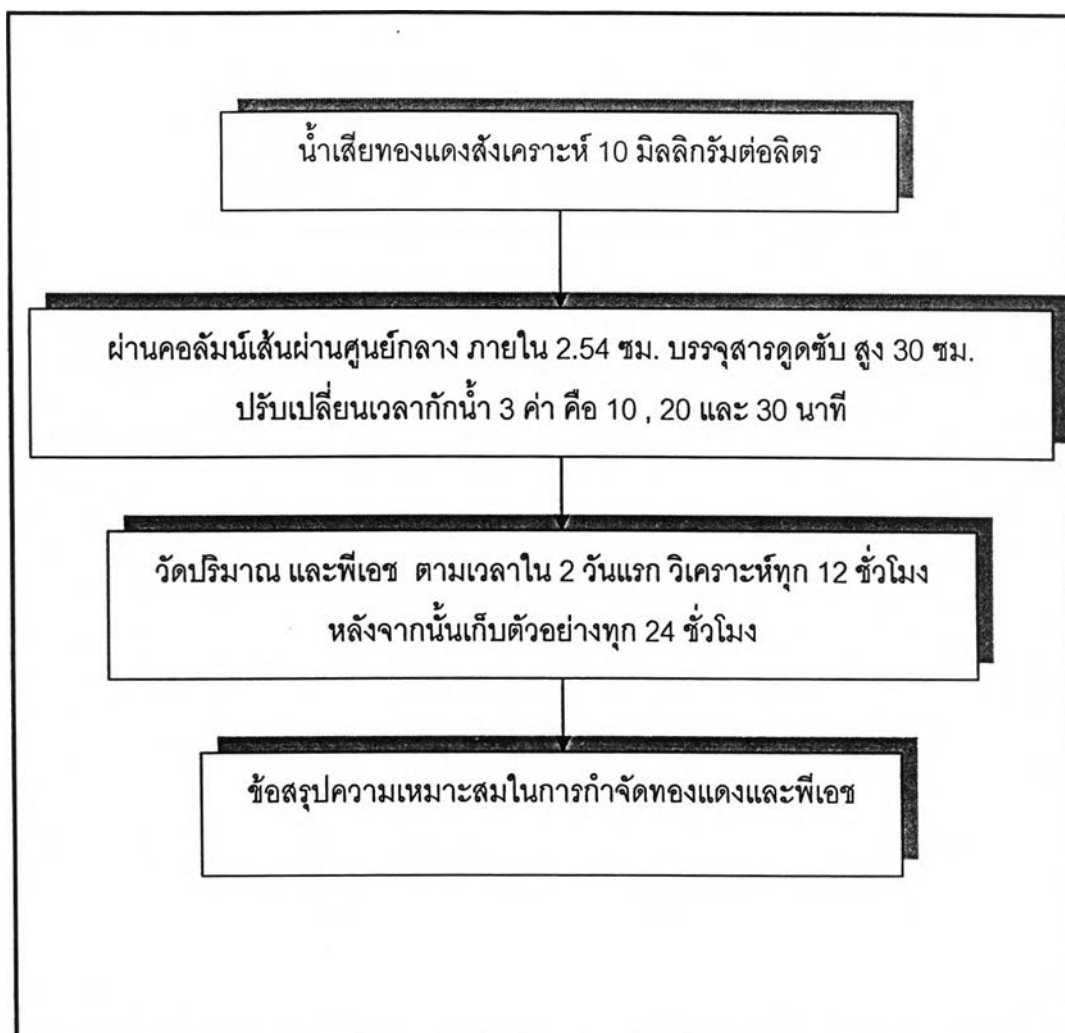 น้ำเสียทองแดงสังเคราะห์ 10 มิลลิกรัมต่อลิตร
ผ่านคอลัมน์เส้นผ่านศูนย์กลาง ภายใน 2.54 ซม. บรรจุสารดูดซับ สูง 30 ซม.
ปรับเปลี่ยนเวลากักน้ำ 3 ค่า คือ 10 , 20 และ 30 นาที
วัดปริมาณ และพีเอช ตามเวลาใน 2 วันแรก วิเคราะห์ทุก 12 ชั่วโมง
หลังจากนั้นเก็บตัวอย่างทุก 24 ชั่วโมง
ข้อสรุปความเหมาะสมในการกำจัดทองแดงและพีเอช